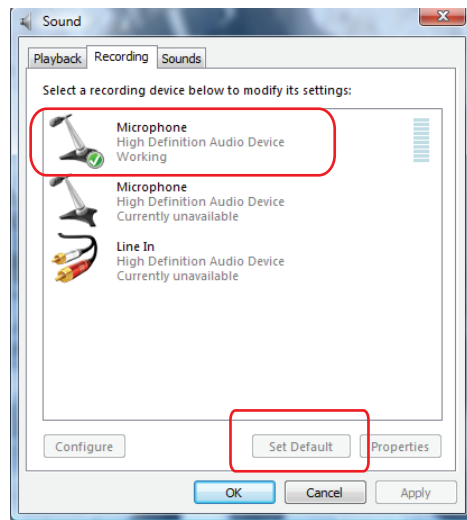 Sound
Playback Recording Sounds
Select a recording device below to modify its settings:
Microphone
High Definition Audio Device
Working
Microphone
High Definition Audio Device
Currently unavailable
Line In
High Definition Audio Device
Currently unavailable
Configure Set Default Properties
OK Cancel Apply